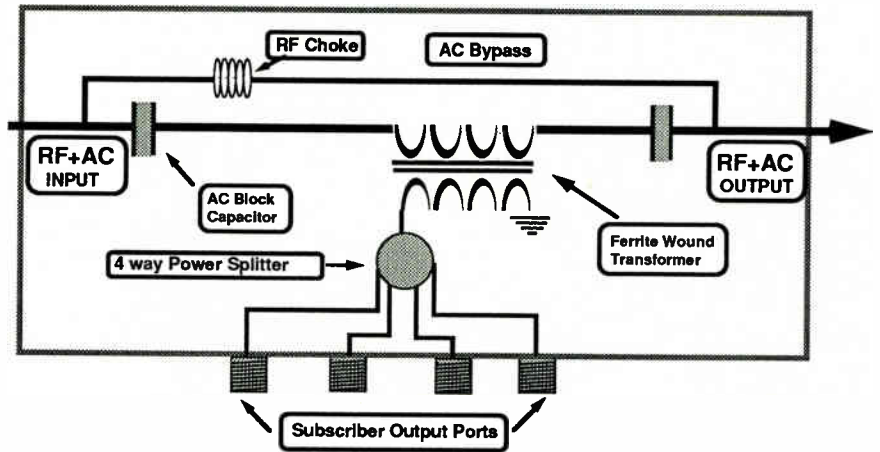 RF Choke
AC Bypass
RF+AC
INPUT
RF+AC
OUTPUT
AC Block
Capacitor
Ferrite Wound
Transformer
4 way Power Splitter
Subscriber Output Ports